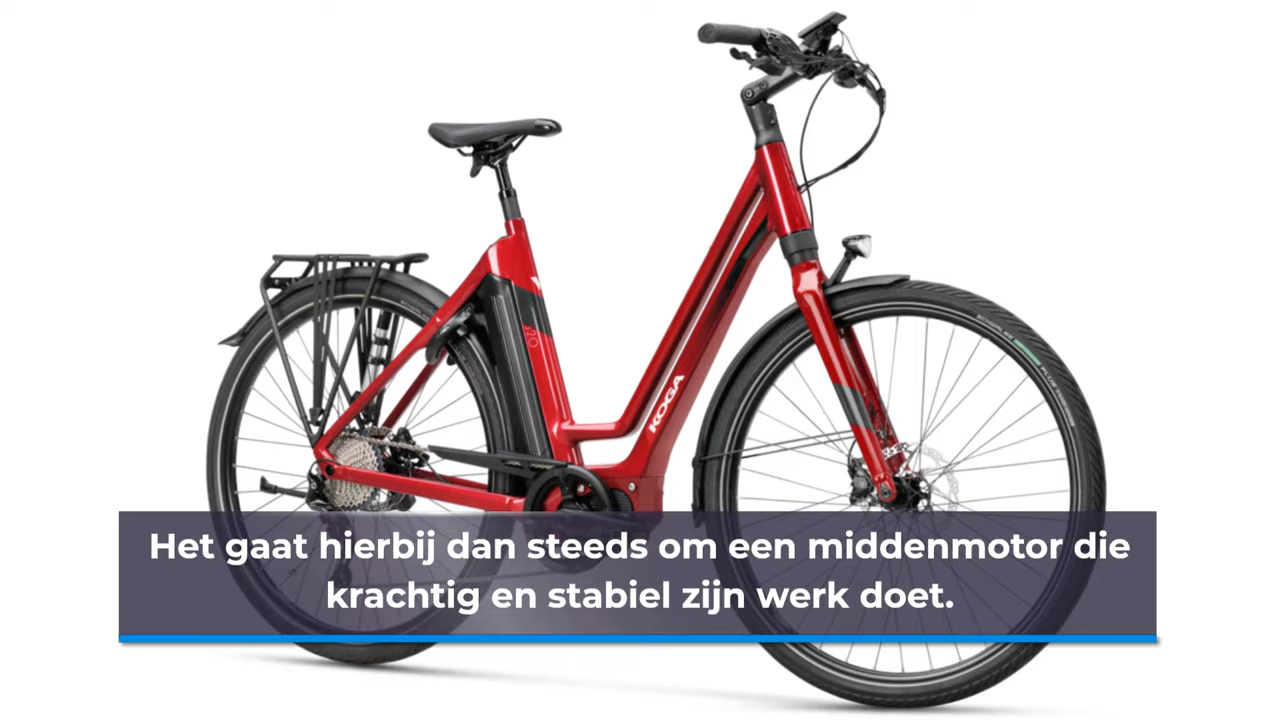 KOGA
Het gaat hierbij dan steeds om een middenmotor die
krachtig en stabiel zijn werk doet.